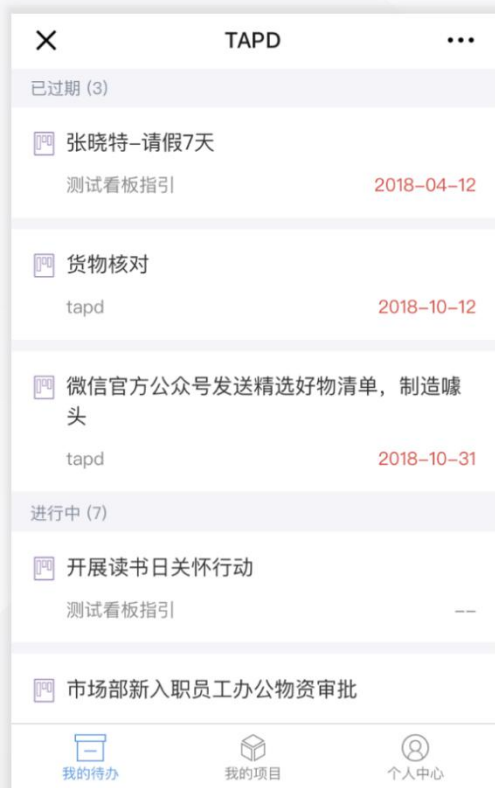 TAPD
已过期 (3)
张晓特-请假7天
测试看板指引
2018-04-12
货物核对
tapd
2018-10-12
微信官方公众号发送精选好物清单，制造噱
头
tapd
2018-10-31
进行中 (7)
开展读书日关怀行动
测试看板指引
--
市场部新入职员工办公物资审批
我的待办
我的项目
个人中心